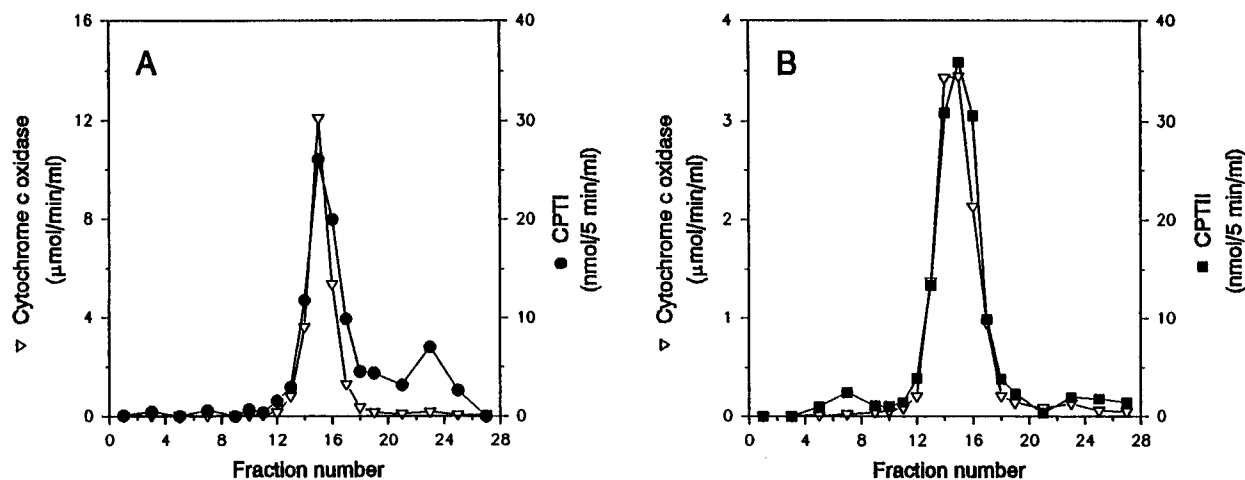 A
16
12
8
4
0
▽ Cytochrome c oxidase
(μmol/min/ml)
40
30
20
10
0
● CPTI
(nmol/5 min/ml)
0 4 8 12 16 20 24 28
Fraction number
B
4
3
2
1
0
▽ Cytochrome c oxidase
(μmol/min/ml)
40
30
20
10
0
■ CPTII
(nmol/5 min/ml)
0 4 8 12 16 20 24 28
Fraction number